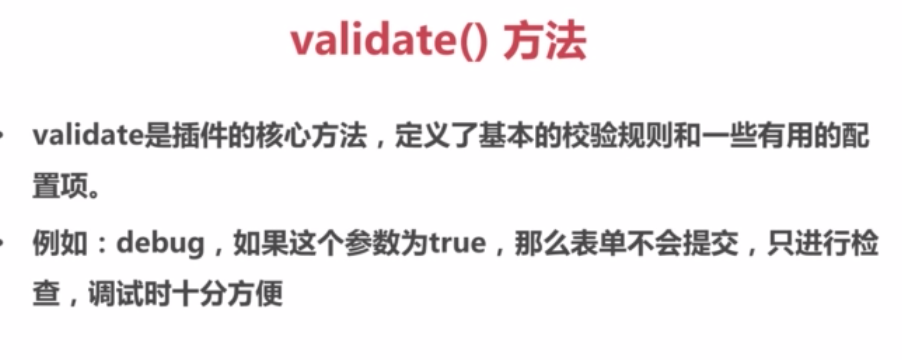 validate() 方法
• validate是插件的核心方法，定义了基本的校验规则和一些有用的配
置项。
• 例如：debug，如果这个参数为true，那么表单不会提交，只进行检
查，调试时十分方便